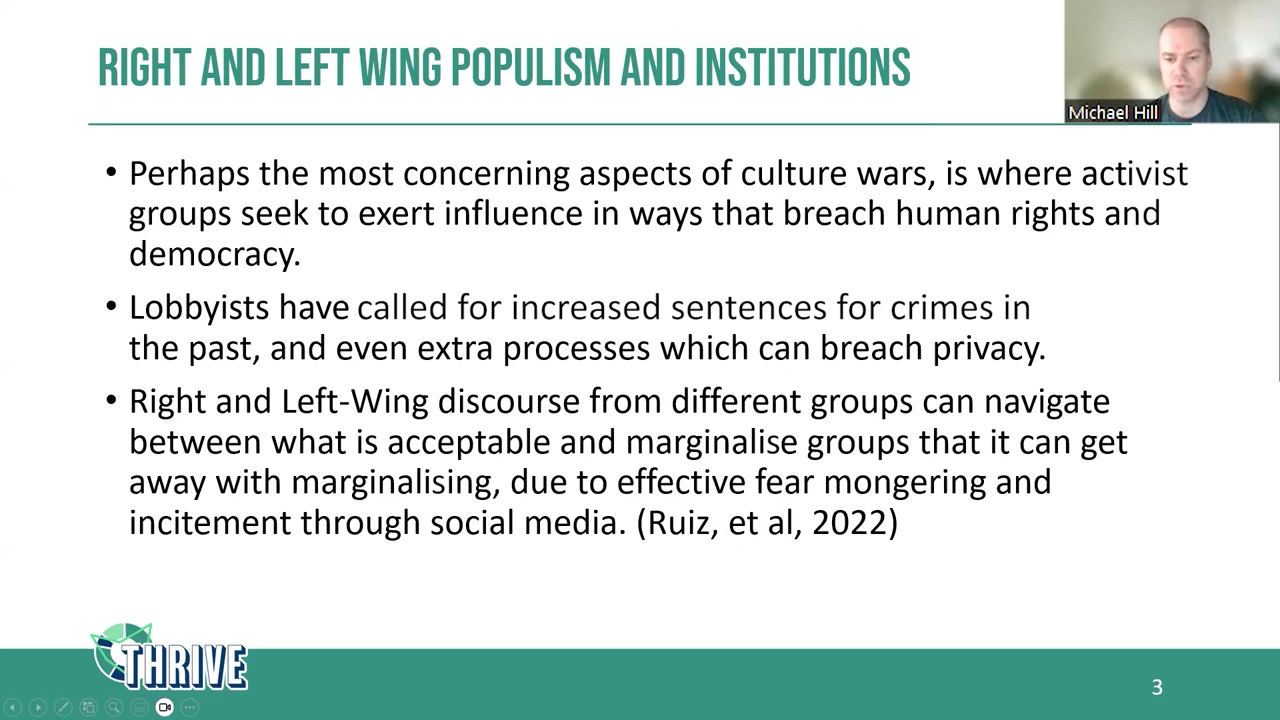 RIGHT AND LEFT WING POPULISM AND INSTITUTIONS
Michael Hill
• Perhaps the most concerning aspects of culture wars, is where activist
groups seek to exert influence in ways that breach human rights and
democracy.
• Lobbyists have called for increased sentences for crimes in
the past, and even extra processes which can breach privacy.
• Right and Left-Wing discourse from different groups can navigate
between what is acceptable and marginalise groups that it can get
away with marginalising, due to effective fear mongering and
incitement through social media. (Ruiz, et al, 2022)
THRIVE
3